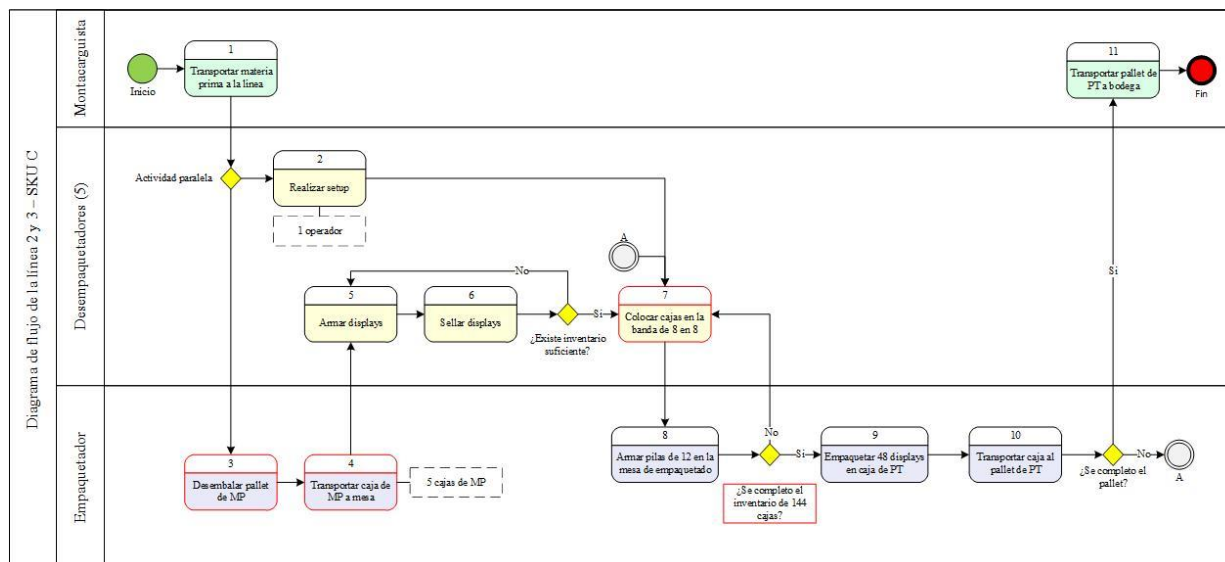 Diagrama de flujo de la línea 2 y 3 – SKU C
Montacarguista
Inicio
1
Transportar materia
prima a la linea
11
Transportar pallet de
PT a bodega
Fin
Desempaquetadores (5)
Actividad paralela
2
Realizar setup
1 operador
A
No
5
Armar displays
6
Sellar displays
Si
¿Existe inventario
suficiente?
7
Colocar cajas en la
banda de 8 en 8
Si
Empaquetador
3
Desembalar pallet
de MP
4
Transportar caja de
MP a mesa
5 cajas de MP
8
Armar pilas de 12 en la
mesa de empaquetado
No
Si
¿Se completo el
inventario de 144
cajas?
9
Empaquetar 48 displays
en caja de PT
10
Transportar caja al
pallet de PT
¿Se completo el
pallet?
No
A